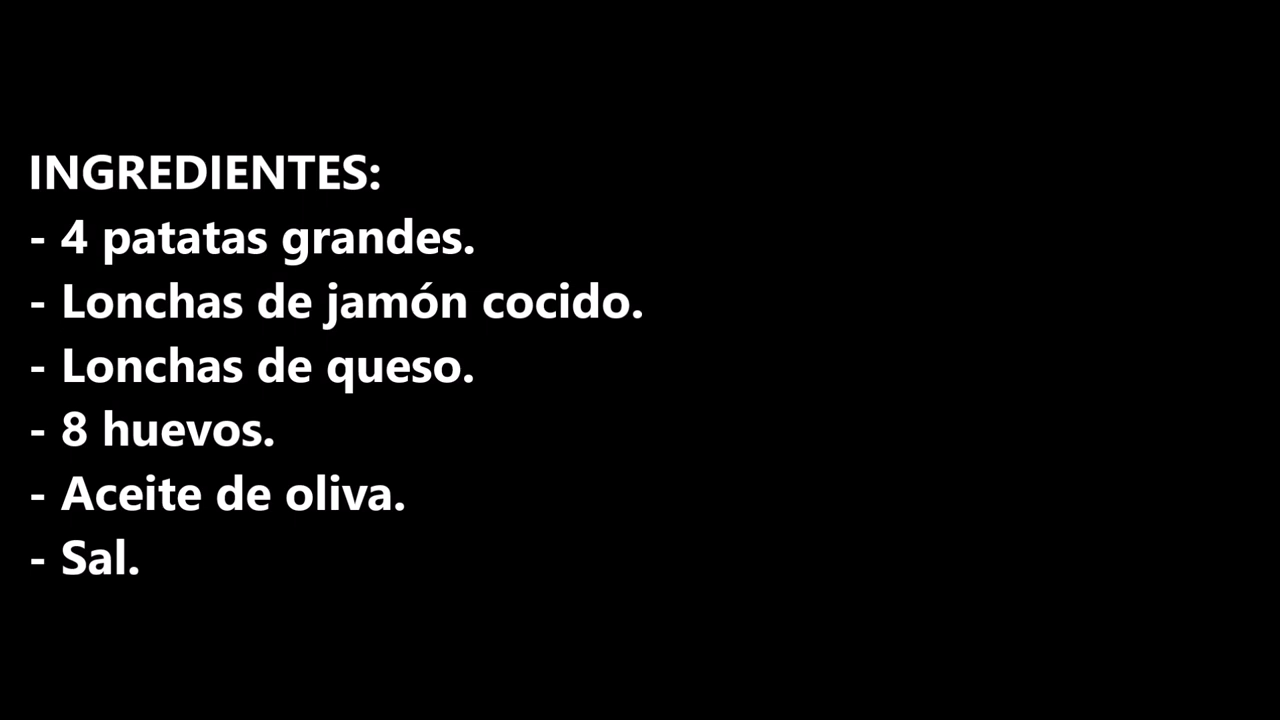 INGREDIENTES:
- 4 patatas grandes.
- Lonchas de jamón cocido.
- Lonchas de queso.
- 8 huevos.
- Aceite de oliva.
- Sal.